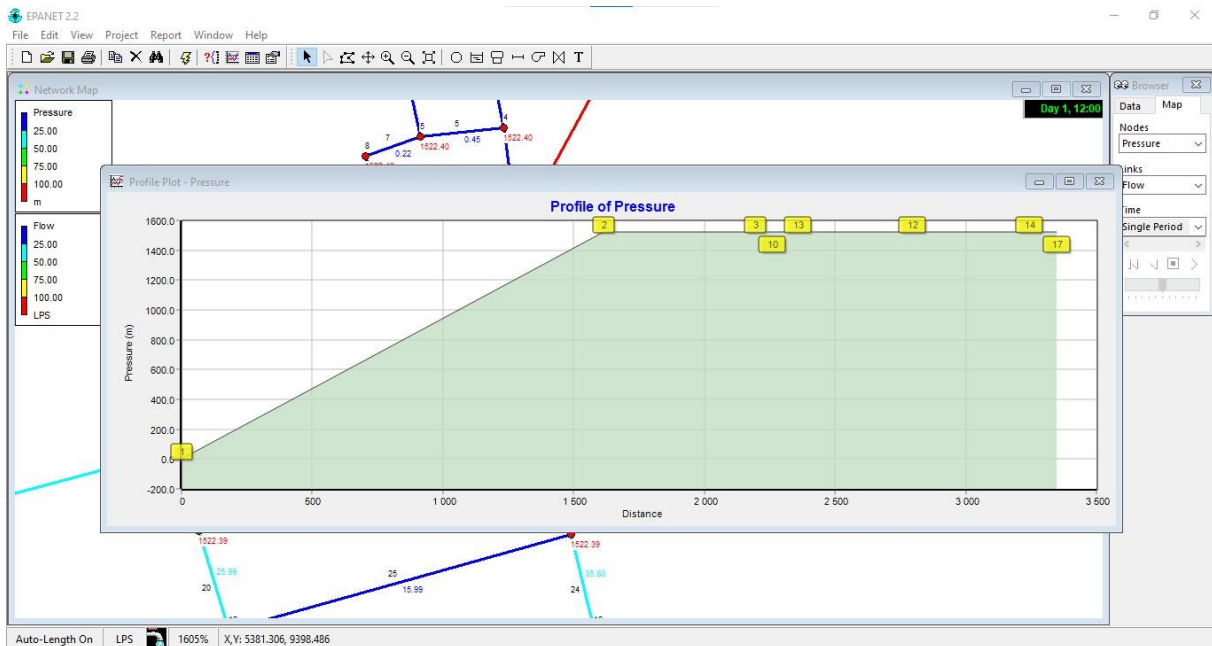 EPANET 2.2
File Edit View Project Report Window Help
Network Map
Day 1, 12:00
Browser
Data Map
Nodes
Pressure
Links
Flow
Time
Single Period
Pressure
25.00
50.00
75.00
100.00
m
Flow
25.00
50.00
75.00
100.00
LPS
8
7
0.22
5
1522.40
5
0.45
4
1522.40
Profile Plot - Pressure
Profile of Pressure
Pressure (m)
1600.0
1400.0
1200.0
1000.0
800.0
600.0
400.0
200.0
0.0
-200.0
1
2
3
13
12
14
10
17
0
500
1 000
1 500
2 000
2 500
3 000
3 500
Distance
1522.39
25.99
20
25
15.99
1522.39
24
Auto-Length On LPS 1605% X,Y: 5381.306, 9398.486